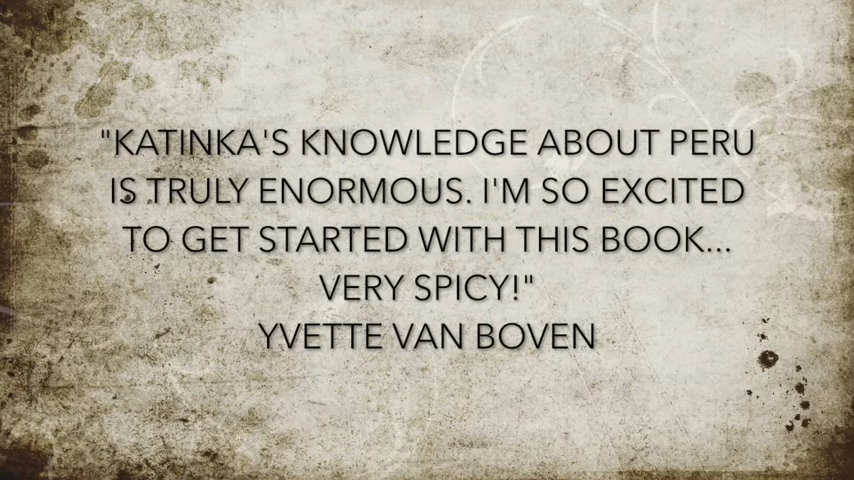 "KATINKA'S KNOWLEDGE ABOUT PERU
IS TRULY ENORMOUS. I'M SO EXCITED
TO GET STARTED WITH THIS BOOK...
VERY SPICY!"
YVETTE VAN BOVEN